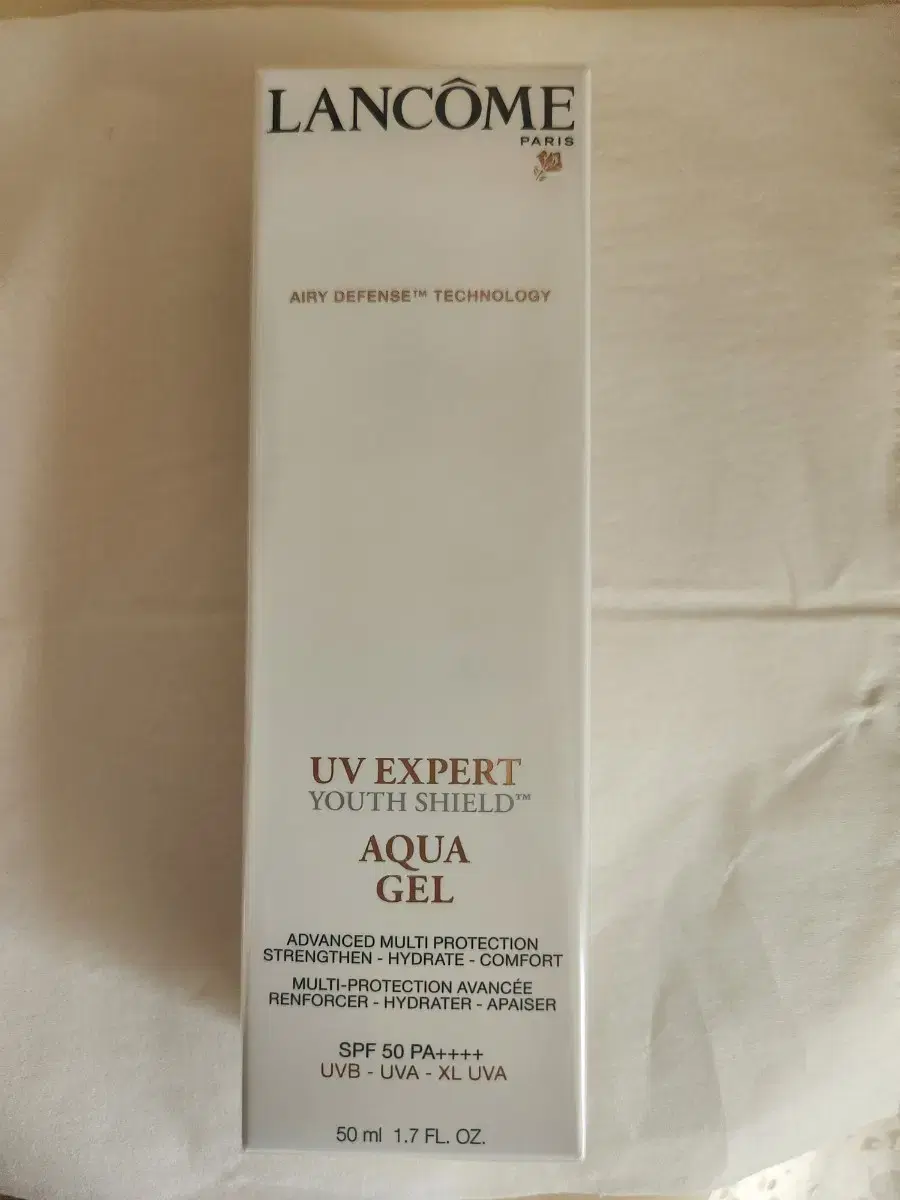 LANCÔME
PARIS
AIRY DEFENSE™ TECHNOLOGY
UV EXPERT
YOUTH SHIELD™
AQUA
GEL
ADVANCED MULTI PROTECTION
STRENGTHEN - HYDRATE - COMFORT
MULTI-PROTECTION AVANCÉE
RENFORCER - HYDRATER - APAISER
SPF 50 PA++++
UVB - UVA - XL UVA
50 ml 1.7 FL. OZ.